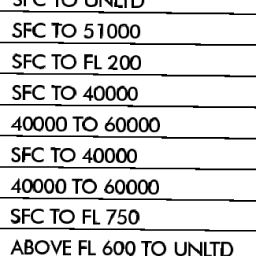 SFC TO UNLTD
SFC TO 51000
SFC TO FL 200
SFC TO 40000
40000 TO 60000
SFC TO 40000
40000 TO 60000
SFC TO FL 750
ABOVE FL 600 TO UNLTD